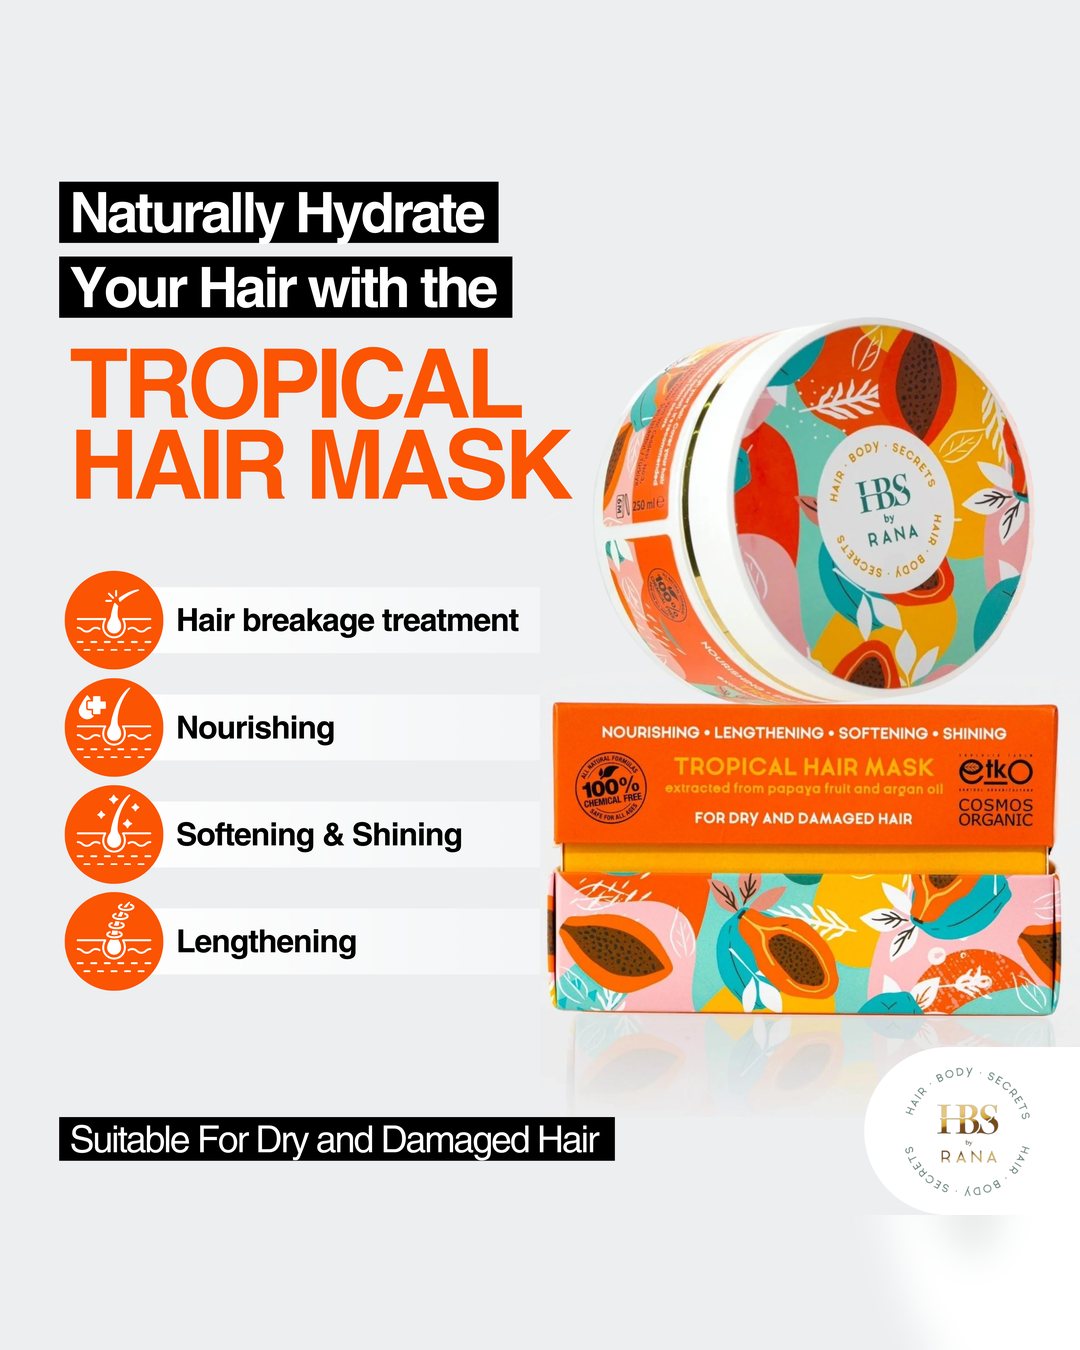 Naturally Hydrate
Your Hair with the
TROPICAL
HAIR MASK
Hair breakage treatment
Nourishing
Softening & Shining
Lengthening
HAIR · BODY · SECRETS
HAIR · BODY · SECRETS
HBS
by
RANA
250 ml e
6M
NOURISHING • LENGTHENING • SOFTENING • SHINING
TROPICAL HAIR MASK
extracted from papaya fruit and argan oil
FOR DRY AND DAMAGED HAIR
ALL NATURAL FORMULAS
100%
CHEMICAL FREE
SAFE FOR ALL AGES
etko
COSMOS
ORGANIC
Suitable For Dry and Damaged Hair
HAIR · BODY · SECRETS
HAIR · BODY · SECRETS
HBS
by
RANA